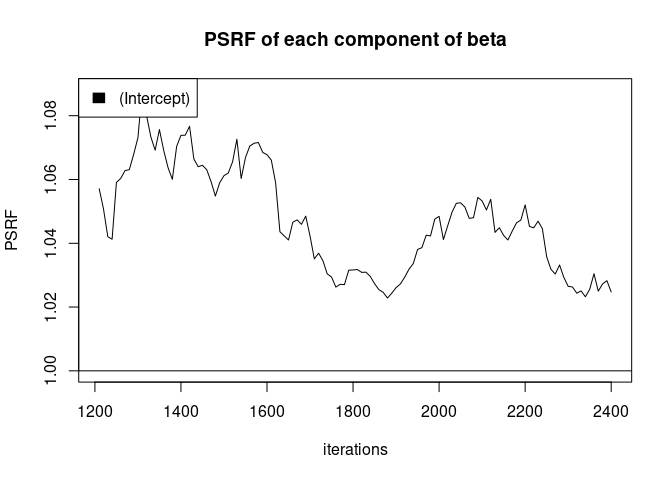 PSRF of each component of beta
(Intercept)
PSRF
1.08
1.06
1.04
1.02
1.00
1200 1400 1600 1800 2000 2200 2400
iterations